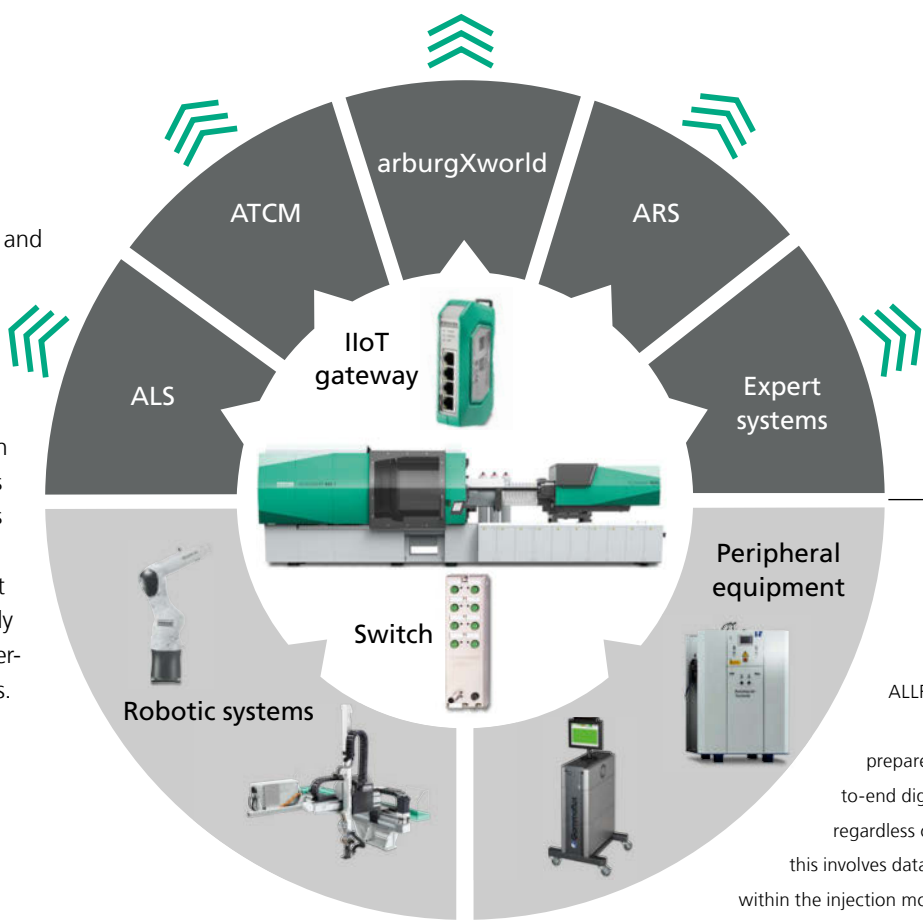 arburgXworld
ATCM
ARS
and
IIoT
gateway
ALS
Expert
systems
Peripheral
equipment
Switch
er-
s.
Robotic systems
prepare
to-end dig
regardless
this involves data
within the injection mo